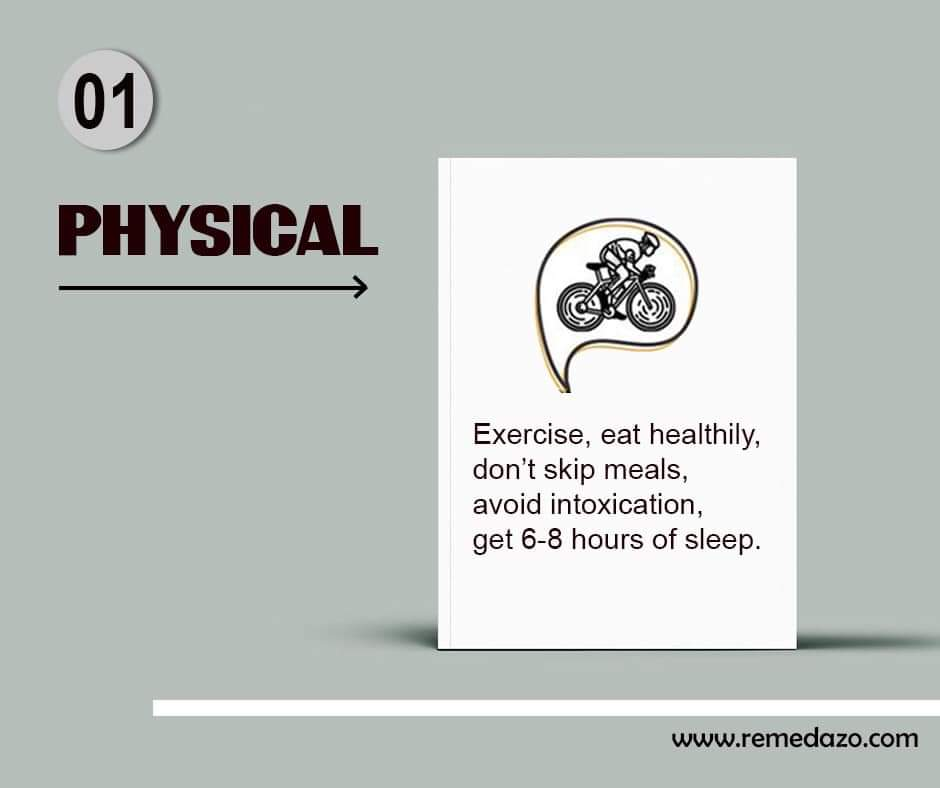 01
PHYSICAL
Exercise, eat healthily,
don’t skip meals,
avoid intoxication,
get 6-8 hours of sleep.
www.remedazo.com